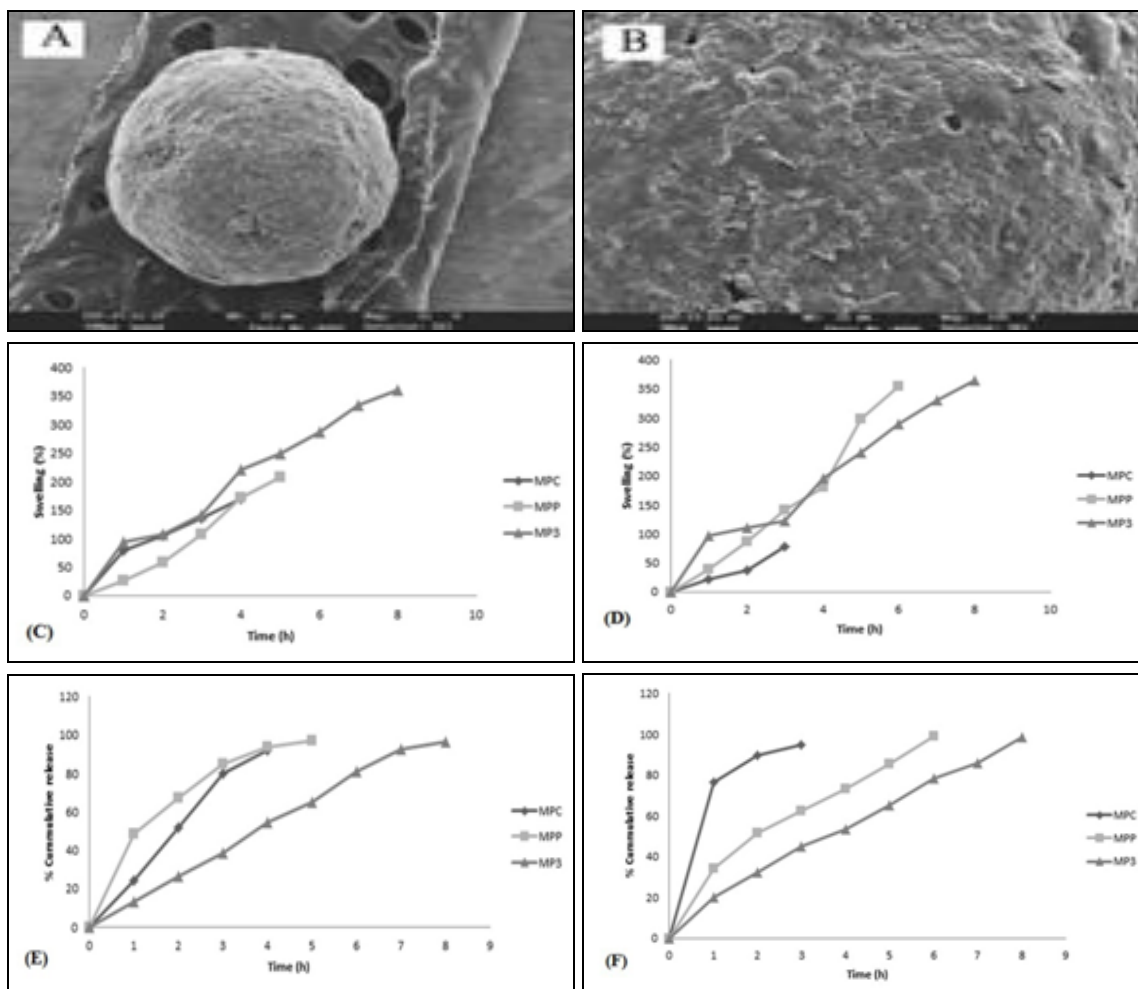 A
B
400
350
300
250
200
150
100
50
0
Swelling (%)
0 2 4 6 8 10
Time (h)
MPC
MPP
MP3
(C)
400
350
300
250
200
150
100
50
0
Swelling (%)
0 2 4 6 8 10
Time (h)
MPC
MPP
MP3
(D)
120
100
80
60
40
20
0
% Cummulative release
0 1 2 3 4 5 6 7 8 9
Time (h)
MPC
MPP
MP3
(E)
120
100
80
60
40
20
0
% Cummulative release
0 1 2 3 4 5 6 7 8 9
Time (h)
MPC
MPP
MP3
(F)